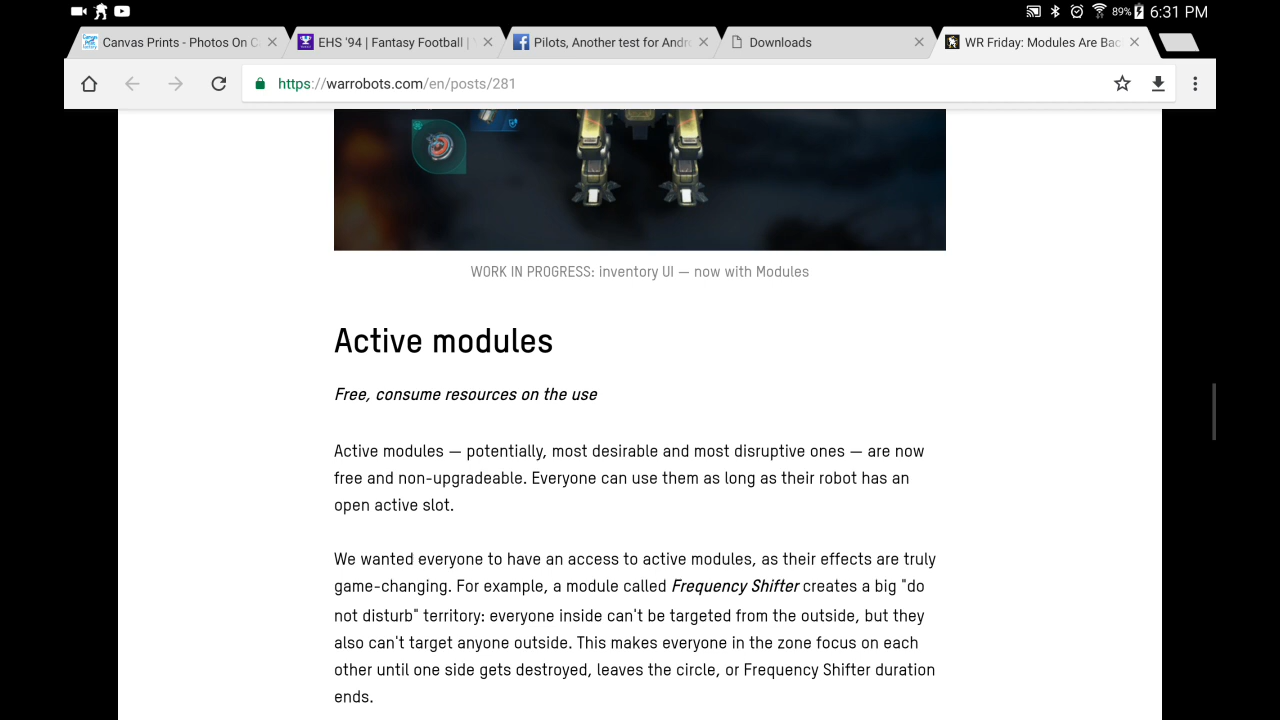 89% 6:31 PM
Canvas Prints - Photos On C
EHS '94 | Fantasy Football |
Pilots, Another test for Andr
Downloads
WR Friday: Modules Are Bac
https://warrobots.com/en/posts/281
WORK IN PROGRESS: inventory UI — now with Modules
Active modules
Free, consume resources on the use
Active modules — potentially, most desirable and most disruptive ones — are now
free and non-upgradeable. Everyone can use them as long as their robot has an
open active slot.
We wanted everyone to have an access to active modules, as their effects are truly
game-changing. For example, a module called Frequency Shifter creates a big "do
not disturb" territory: everyone inside can't be targeted from the outside, but they
also can't target anyone outside. This makes everyone in the zone focus on each
other until one side gets destroyed, leaves the circle, or Frequency Shifter duration
ends.